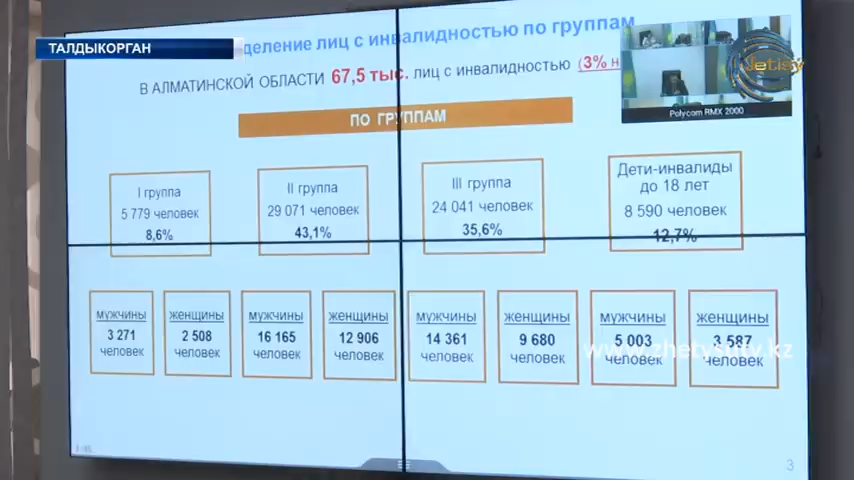 ТАЛДЫКОРГАН
деление лиц с инвалидностью по группам
В АЛМАТИНСКОЙ ОБЛАСТИ 67,5 тыс. лиц с инвалидностью (3% н
Jetisy
Polycom RMX 2000
ПО ГРУППАМ
I группа
5 779 человек
8,6%
II группа
29 071 человек
43,1%
III группа
24 041 человек
35,6%
Дети-инвалиды
до 18 лет
8 590 человек
12,7%
мужчины
3 271
человек
женщины
2 508
человек
мужчины
16 165
человек
женщины
12 906
человек
мужчины
14 361
человек
женщины
9 680
человек
мужчины
5 003
человек
женщины
3 587
человек
www.zhetysutv.kz
3